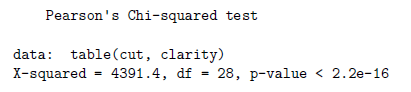 Pearson's Chi-squared test
data: table(cut, clarity)
X-squared = 4391.4, df = 28, p-value < 2.2e-16